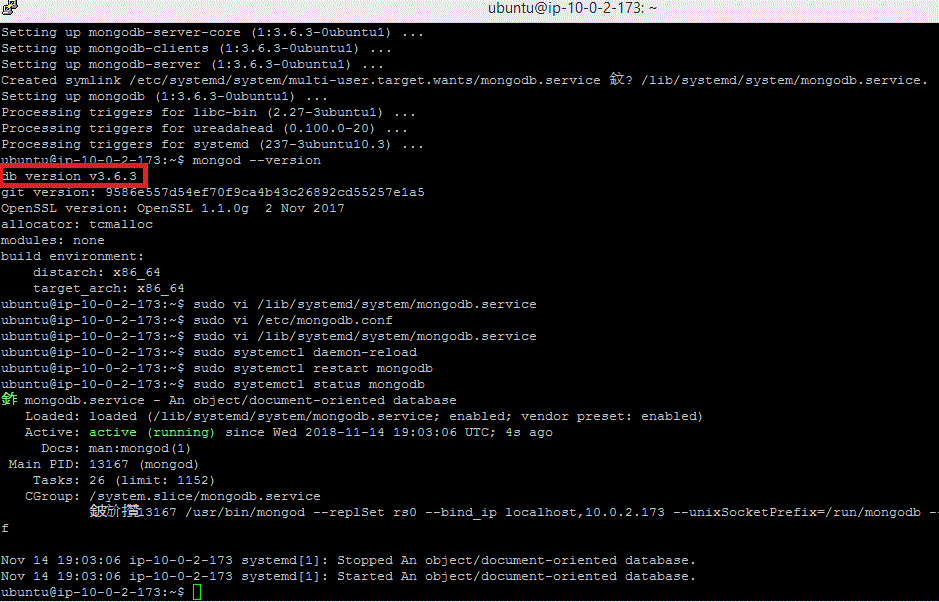 ubuntu@ip-10-0-2-173: ~
Setting up mongodb-server-core (1:3.6.3-0ubuntu1) ...
Setting up mongodb-clients (1:3.6.3-0ubuntu1) ...
Setting up mongodb-server (1:3.6.3-0ubuntu1) ...
Created symlink /etc/systemd/system/multi-user.target.wants/mongodb.service 鈫? /lib/systemd/system/mongodb.service.
Setting up mongodb (1:3.6.3-0ubuntu1) ...
Processing triggers for libc-bin (2.27-3ubuntu1) ...
Processing triggers for ureadahead (0.100.0-20) ...
Processing triggers for systemd (237-3ubuntu10.3) ...
ubuntu@ip-10-0-2-173:~$ mongod --version
db version v3.6.3
git version: 9586e557d54ef70f9ca4b43c26892cd55257e1a5
OpenSSL version: OpenSSL 1.1.0g  2 Nov 2017
allocator: tcmalloc
modules: none
build environment:
    distarch: x86_64
    target_arch: x86_64
ubuntu@ip-10-0-2-173:~$ sudo vi /lib/systemd/system/mongodb.service
ubuntu@ip-10-0-2-173:~$ sudo vi /etc/mongodb.conf
ubuntu@ip-10-0-2-173:~$ sudo vi /lib/systemd/system/mongodb.service
ubuntu@ip-10-0-2-173:~$ sudo systemctl daemon-reload
ubuntu@ip-10-0-2-173:~$ sudo systemctl restart mongodb
ubuntu@ip-10-0-2-173:~$ sudo systemctl status mongodb
mongodb.service - An object/document-oriented database
   Loaded: loaded (/lib/systemd/system/mongodb.service; enabled; vendor preset: enabled)
   Active: active (running) since Wed 2018-11-14 19:03:06 UTC; 4s ago
     Docs: man:mongod(1)
 Main PID: 13167 (mongod)
    Tasks: 26 (limit: 1152)
   CGroup: /system.slice/mongodb.service
           13167 /usr/bin/mongod --replSet rs0 --bind_ip localhost,10.0.2.173 --unixSocketPrefix=/run/mongodb --
f
Nov 14 19:03:06 ip-10-0-2-173 systemd[1]: Stopped An object/document-oriented database.
Nov 14 19:03:06 ip-10-0-2-173 systemd[1]: Started An object/document-oriented database.
ubuntu@ip-10-0-2-173:~$